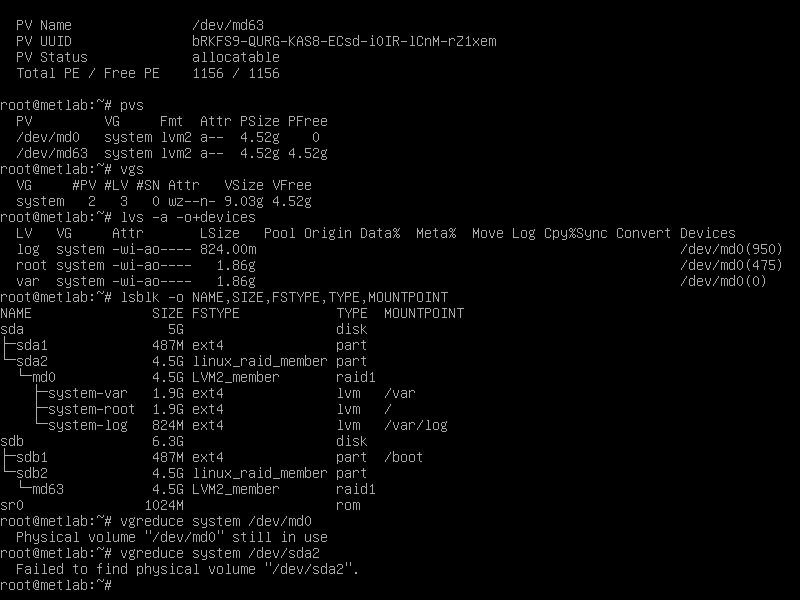 PV Name               /dev/md63
PV UUID               bRKFS9-QURG-KAS8-ECsd-i0IR-lCnM-rZ1xem
PV Status             allocatable
Total PE / Free PE    1156 / 1156
root@metlab:~# pvs
  PV         VG     Fmt  Attr PSize PFree
  /dev/md0   system lvm2 a--  4.52g    0
  /dev/md63  system lvm2 a--  4.52g 4.52g
root@metlab:~# vgs
  VG     #PV #LV #SN Attr   VSize VFree
  system   2   3   0 wz--n- 9.03g 4.52g
root@metlab:~# lvs -a -o+devices
  LV   VG     Attr       LSize   Pool Origin Data%  Meta%  Move Log Cpy%Sync Convert Devices
  log  system -wi-ao---- 824.00m                                                     /dev/md0(950)
  root system -wi-ao----   1.86g                                                     /dev/md0(475)
  var  system -wi-ao----   1.86g                                                     /dev/md0(0)
root@metlab:~# lsblk -o NAME,SIZE,FSTYPE,TYPE,MOUNTPOINT
NAME               SIZE FSTYPE            TYPE  MOUNTPOINT
sda                  5G                   disk
├─sda1             487M ext4              part
└─sda2             4.5G linux_raid_member part
  └─md0            4.5G LVM2_member       raid1
    ├─system-var   1.9G ext4              lvm   /var
    ├─system-root  1.9G ext4              lvm   /
    └─system-log   824M ext4              lvm   /var/log
sdb                6.3G                   disk
├─sdb1             487M ext4              part  /boot
└─sdb2             4.5G linux_raid_member part
  └─md63           4.5G LVM2_member       raid1
sr0               1024M                   rom
root@metlab:~# vgreduce system /dev/md0
  Physical volume "/dev/md0" still in use
root@metlab:~# vgreduce system /dev/sda2
  Failed to find physical volume "/dev/sda2".
root@metlab:~#